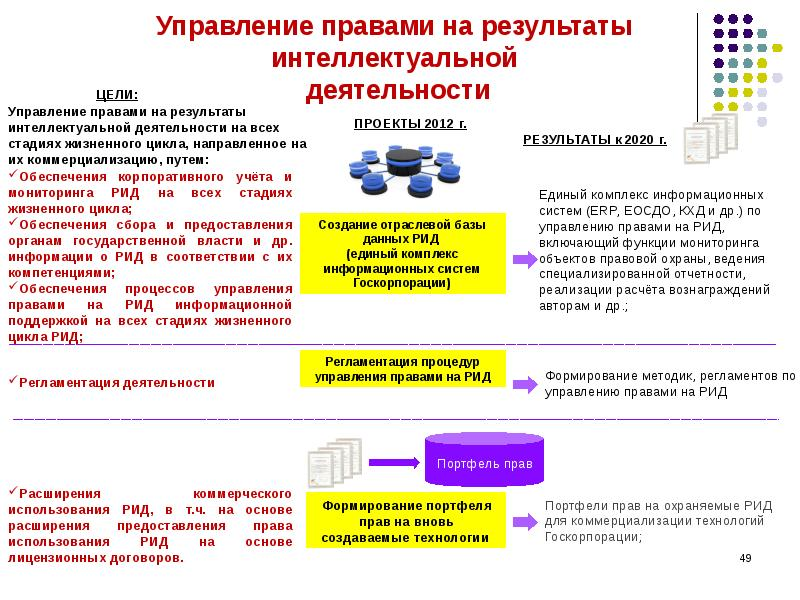 Управление правами на результаты
интеллектуальной
деятельности
ЦЕЛИ:
Управление правами на результаты
интеллектуальной деятельности на всех
стадиях жизненного цикла, направленное на
их коммерциализацию, путем:
✓Обеспечения корпоративного учёта и
мониторинга РИД на всех стадиях
жизненного цикла;
✓Обеспечения сбора и предоставления
органам государственной власти и др.
информации о РИД в соответствии с их
компетенциями;
✓Обеспечения процессов управления
правами на РИД информационной
поддержкой на всех стадиях жизненного
цикла РИД;
ПРОЕКТЫ 2012 г.
Создание отраслевой базы
данных РИД
(единый комплекс
информационных систем
Госкорпорации)
РЕЗУЛЬТАТЫ к 2020 г.
Единый комплекс информационных
систем (ERP, ЕОСДО, КХД и др.) по
управлению правами на РИД,
включающий функции мониторинга
объектов правовой охраны, ведения
специализированной отчетности,
реализации расчёта вознаграждений
авторам и др.;
✓Регламентация деятельности
Регламентация процедур
управления правами на РИД
Формирование методик, регламентов по
управлению правами на РИД
Портфель прав
✓Расширения коммерческого
использования РИД, в т.ч. на основе
расширения предоставления права
использования РИД на основе
лицензионных договоров.
Формирование портфеля
прав на вновь
создаваемые технологии
Портфели прав на охраняемые РИД
для коммерциализации технологий
Госкорпорации;
49